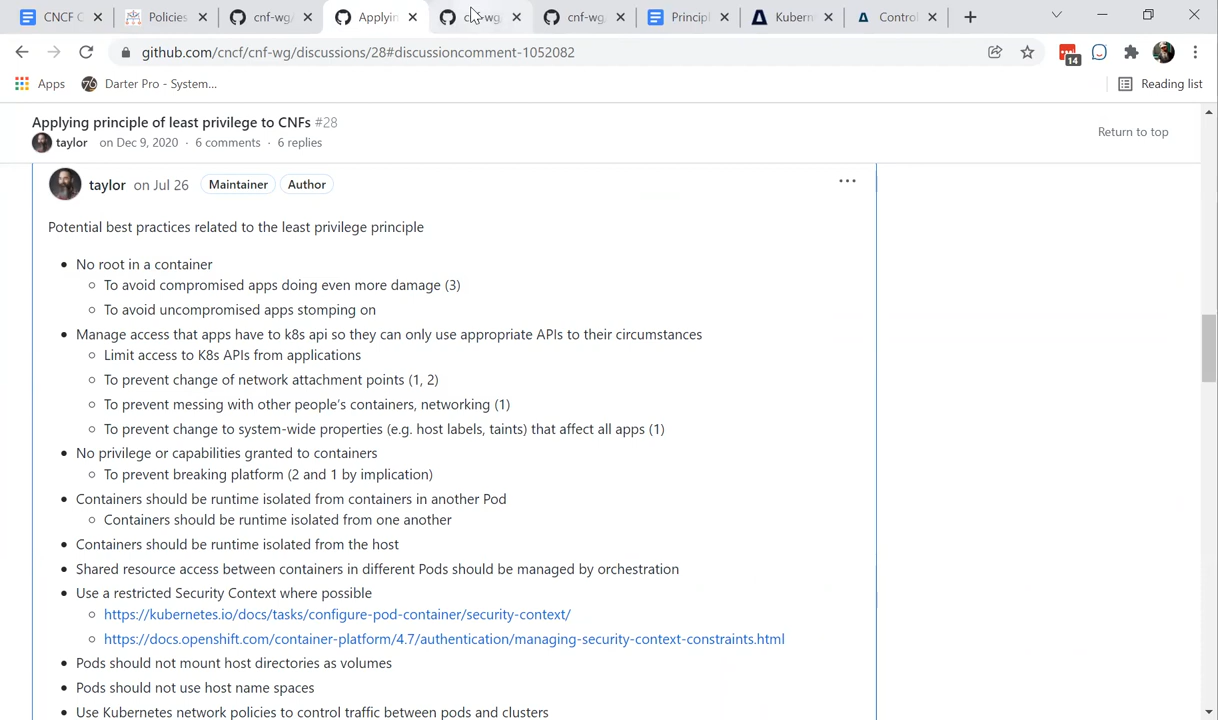 CNCF C
Policies
cnf-wg/
Applyin
cnf-wg,
cnf-wg,
Princip
Kubern
Control
github.com/cncf/cnf-wg/discussions/28#discussioncomment-1052082
14
Apps
Darter Pro - System...
Reading list
Applying principle of least privilege to CNFs #28
taylor on Dec 9, 2020 · 6 comments · 6 replies
Return to top
taylor on Jul 26 Maintainer Author
Potential best practices related to the least privilege principle
No root in a container
To avoid compromised apps doing even more damage (3)
To avoid uncompromised apps stomping on
Manage access that apps have to k8s api so they can only use appropriate APIs to their circumstances
Limit access to K8s APIs from applications
To prevent change of network attachment points (1, 2)
To prevent messing with other people's containers, networking (1)
To prevent change to system-wide properties (e.g. host labels, taints) that affect all apps (1)
No privilege or capabilities granted to containers
To prevent breaking platform (2 and 1 by implication)
Containers should be runtime isolated from containers in another Pod
Containers should be runtime isolated from one another
Containers should be runtime isolated from the host
Shared resource access between containers in different Pods should be managed by orchestration
Use a restricted Security Context where possible
https://kubernetes.io/docs/tasks/configure-pod-container/security-context/
https://docs.openshift.com/container-platform/4.7/authentication/managing-security-context-constraints.html
Pods should not mount host directories as volumes
Pods should not use host name spaces
Use Kubernetes network policies to control traffic between pods and clusters